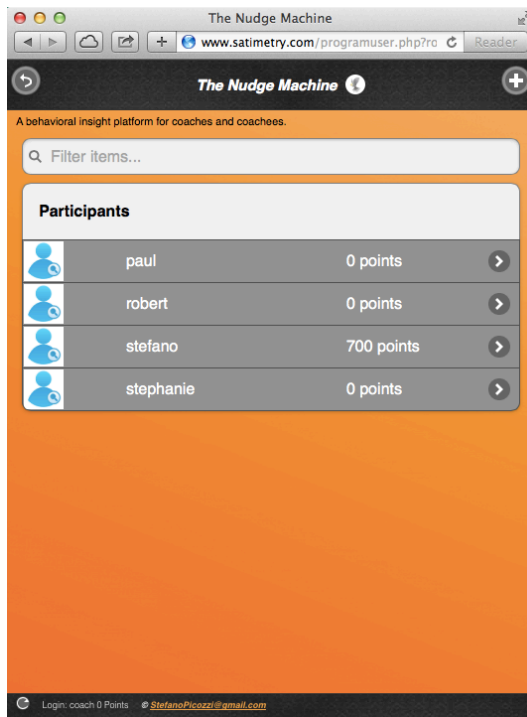 The Nudge Machine
www.satimetry.com/programuser.php?ro Reader
The Nudge Machine
A behavioral insight platform for coaches and coachees.
Filter items...
Participants
paul 0 points
robert 0 points
stefano 700 points
stephanie 0 points
Login: coach 0 Points © StefanoPicozzi@gmail.com